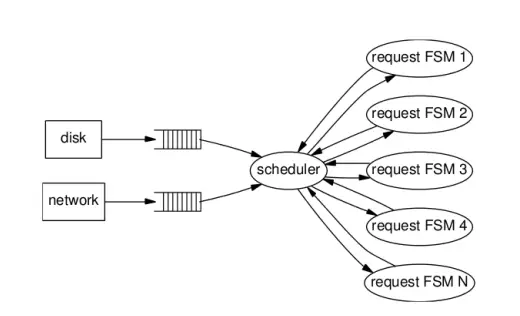 request FSM 1
request FSM 2
disk
scheduler
request FSM 3
network
request FSM 4
request FSM N